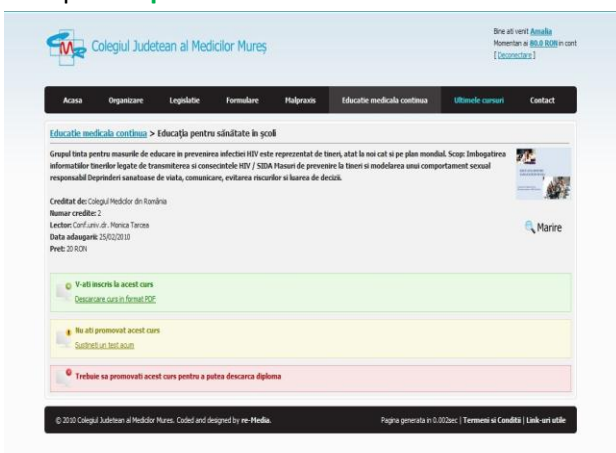 Colegiul Judetean al Medicilor Mureș
Bine ati venit Amalia
Momentan ai 80.0 RON in cont
[ Deconectare ]
Acasa Organizare Legislatie Formulare Malpraxis Educatie medicala continua Ultimele cursuri Contact
Educatie medicala continua > Educaţia pentru sănătate in şcoli
Grupul tinta pentru masurile de educare in prevenirea infectiei HIV este reprezentat de tineri, atat la noi cat si pe plan mondial. Scop: Imbogatirea
informatiilor tinerilor legate de transmiterea si consecintele HIV / SIDA Masuri de prevenire la tineri si modelarea unui comportament sexual
responsabil Deprinderi sanatoase de viata, comunicare, evitarea riscurilor si luarea de decizii.
Creditat de: Colegiul Medicilor din România
Numar credite: 2
Lector: Conf.univ.dr. Monica Tarcea
Data adaugarii: 25/02/2010
Pret: 20 RON
Marire
V-ati inscris la acest curs
Descarcare curs in format PDF
Nu ati promovat acest curs
Sustineti un test acum
Trebuie sa promovati acest curs pentru a putea descarca diploma
© 2010 Colegiul Judetean al Medicilor Mures. Coded and designed by re-Media.
Pagina generata in 0.002sec | Termeni si Conditii | Link-uri utile